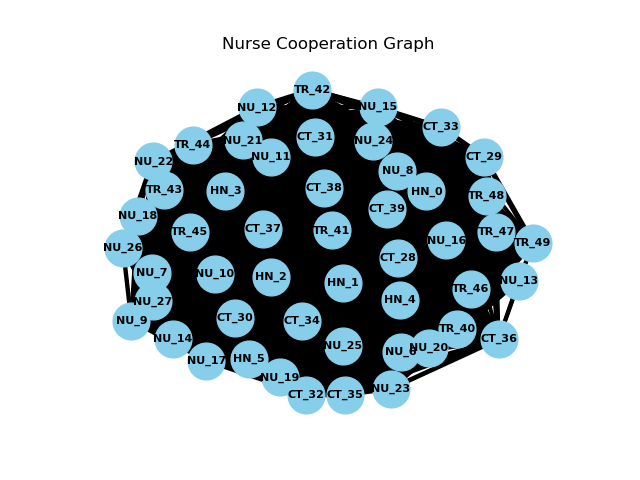 Nurse Cooperation Graph
TR_42
NU_12
NU_15
CT_33
TR_44
NU_21
CT_31
NU_24
NU_22
NU_11
CT_29
NU_8
TR_43
HN_3
CT_38
HN_0
TR_48
NU_18
CT_39
TR_45
CT_37
TR_41
TR_47
NU_26
NU_16
TR_49
CT_28
NU_7
NU_10
HN_2
HN_1
NU_13
TR_46
NU_27
HN_4
NU_9
CT_30
CT_34
TR_40
NU_14
NU_25
NU_6
NU_20
CT_36
NU_17
HN_5
NU_19
NU_23
CT_32
CT_35